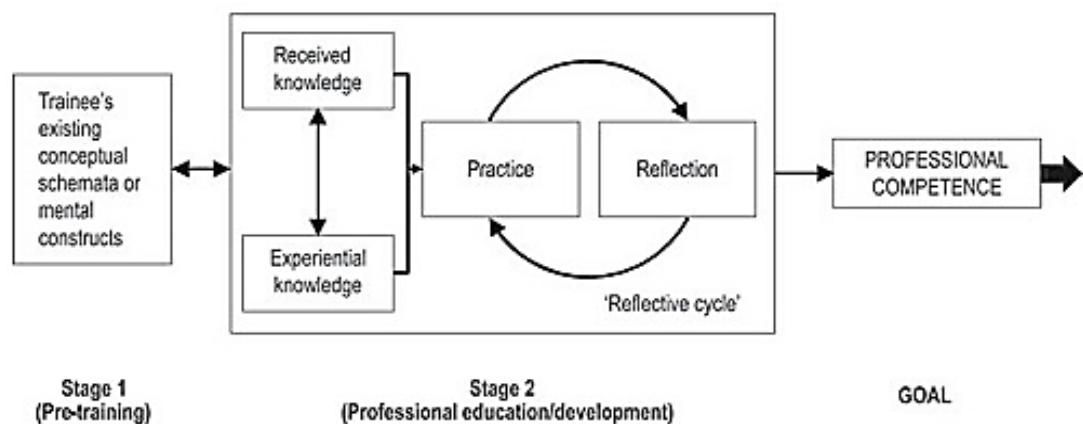 Trainee's
existing
conceptual
schemata or
mental
constructs
Received
knowledge
Experiential
knowledge
Practice
Reflection
'Reflective cycle'
PROFESSIONAL
COMPETENCE
Stage 1
(Pre-training)
Stage 2
(Professional education/development)
GOAL